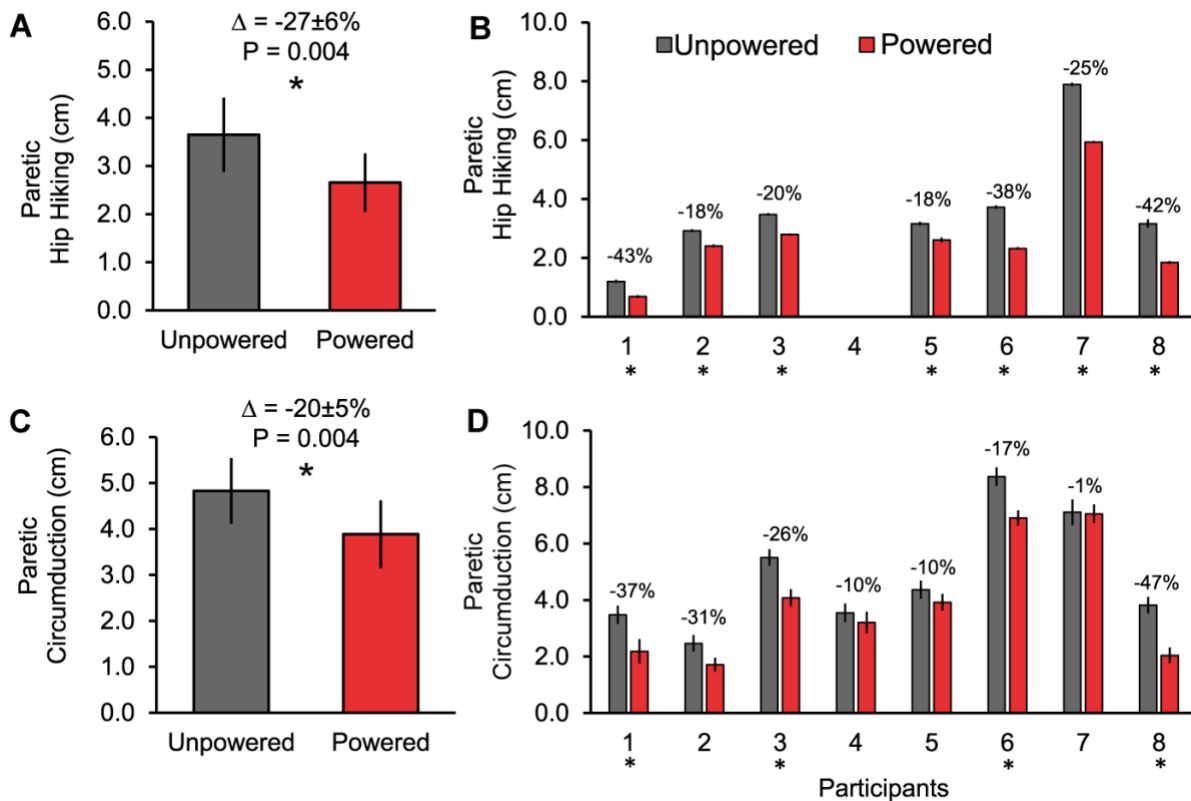 A
Δ = -27±6%
P = 0.004
*
Paretic
Hip Hiking (cm)
6.0
5.0
4.0
3.0
2.0
1.0
0.0
Unpowered Powered
B
Unpowered Powered
Paretic
Hip Hiking (cm)
10.0
8.0
6.0
4.0
2.0
0.0
-43% -18% -20% -18% -38% -25% -42%
1 2 3 4 5 6 7 8
* * * * * * *
C
Δ = -20±5%
P = 0.004
*
Paretic
Circumduction (cm)
6.0
5.0
4.0
3.0
2.0
1.0
0.0
Unpowered Powered
D
Paretic
Circumduction (cm)
10.0
8.0
6.0
4.0
2.0
0.0
-37% -31% -26% -10% -10% -17% -1% -47%
1 2 3 4 5 6 7 8
* * * *
Participants